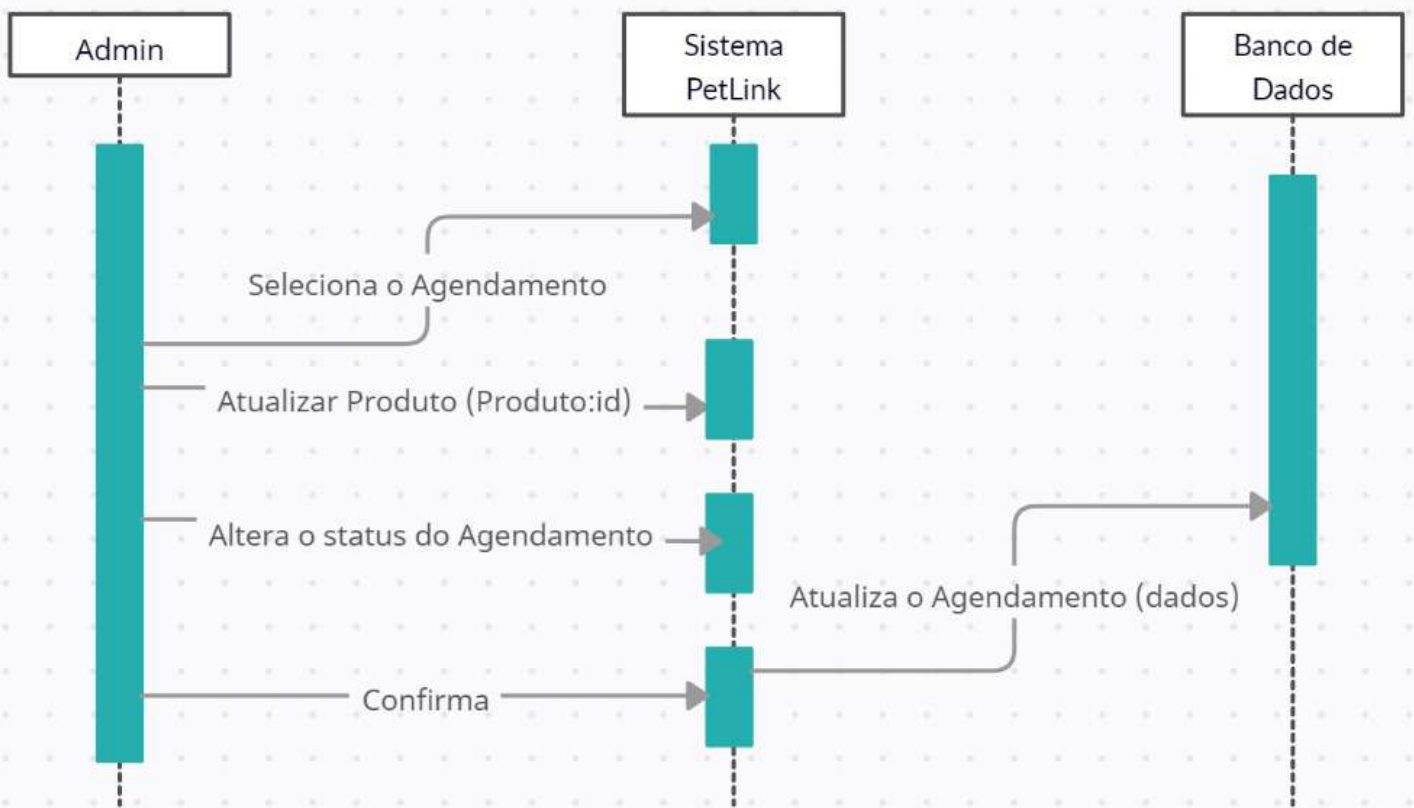 Admin
Sistema
PetLink
Banco de
Dados
Seleciona o Agendamento
Atualizar Produto (Produto:id)
Altera o status do Agendamento
Atualiza o Agendamento (dados)
Confirma